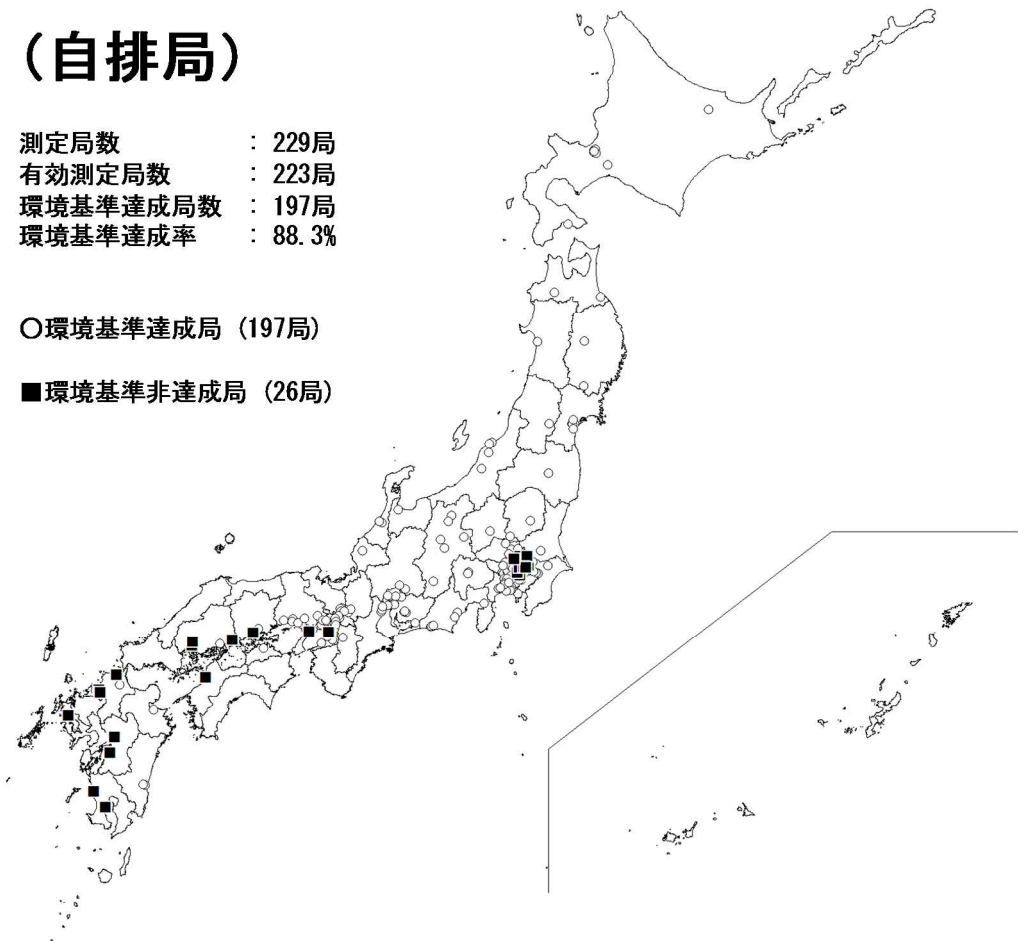 （自排局）
測定局数 ： 229局
有効測定局数 ： 223局
環境基準達成局数 ： 197局
環境基準達成率 ： 88.3%
○環境基準達成局（197局）
■環境基準非達成局（26局）